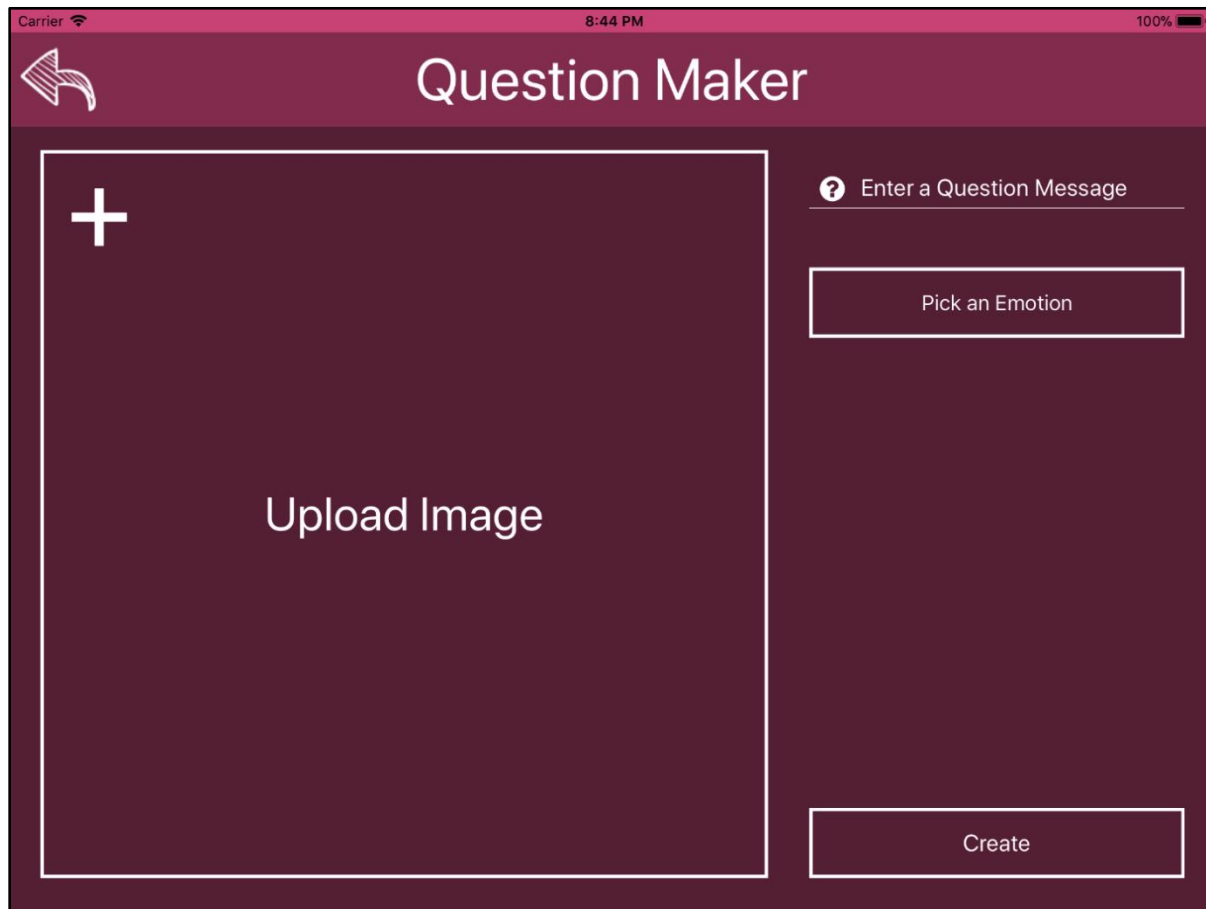 Carrier 8:44 PM 100%
Question Maker
Enter a Question Message
Pick an Emotion
Upload Image
Create